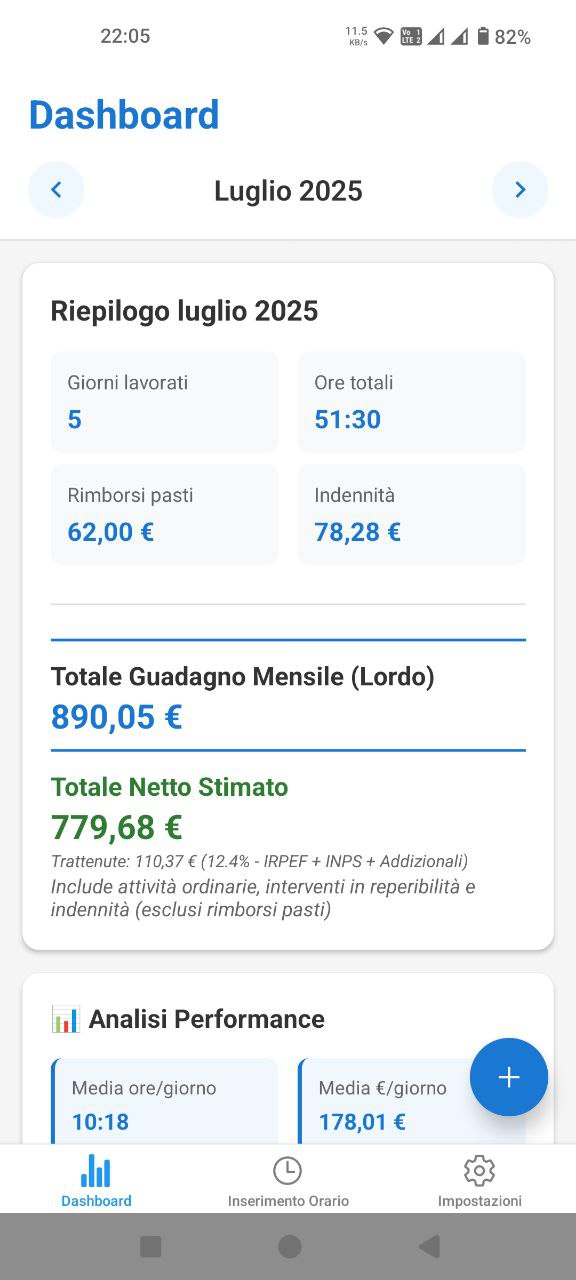 22:05
11.5
KB/s
Vo 1
LTE 2
82%
Dashboard
Luglio 2025
Riepilogo luglio 2025
Giorni lavorati
Ore totali
5
51:30
Rimborsi pasti
Indennità
62,00 €
78,28 €
Totale Guadagno Mensile (Lordo)
890,05 €
Totale Netto Stimato
779,68 €
Trattenute: 110,37 € (12.4% - IRPEF + INPS + Addizionali)
Include attività ordinarie, interventi in reperibilità e
indennità (esclusi rimborsi pasti)
📊 Analisi Performance
Media ore/giorno
Media €/giorno
10:18
178,01 €
Dashboard
Inserimento Orario
Impostazioni